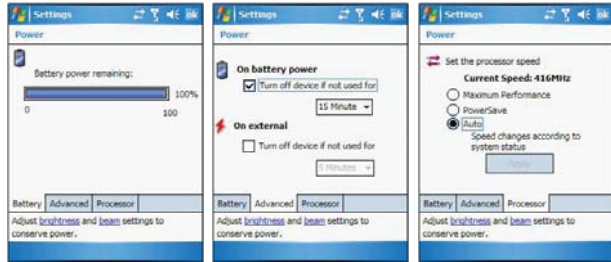 Settings
ok
Power
Battery power remaining:
100%
0
100
Battery Advanced Processor
Adjust brightness and beam settings to
conserve power.
Settings
ok
Power
On battery power
Turn off device if not used for
15 Minute
On external
Turn off device if not used for
5 Minutes
Battery Advanced Processor
Adjust brightness and beam settings to
conserve power.
Settings
ok
Power
Set the processor speed
Current Speed: 416MHz
Maximum Performance
PowerSave
Auto
Speed changes according to
system status
Apply
Battery Advanced Processor
Adjust brightness and beam settings to
conserve power.